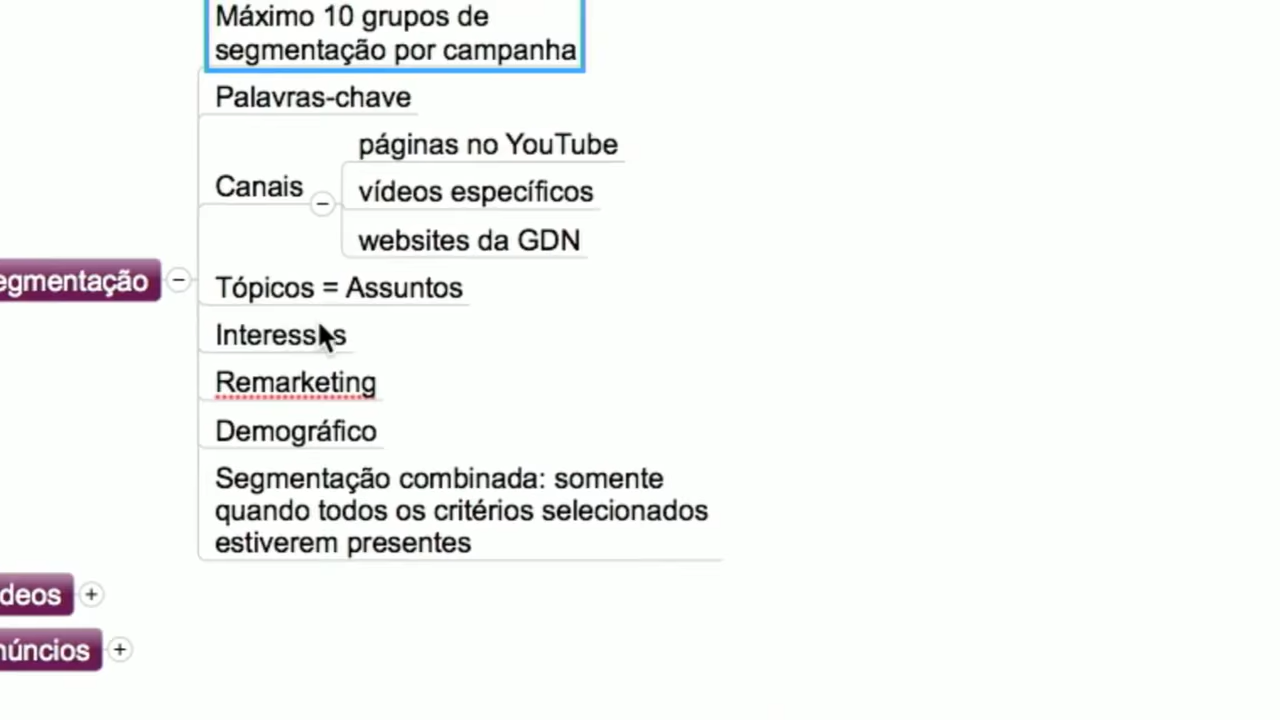 Máximo 10 grupos de
segmentação por campanha
Palavras-chave
páginas no YouTube
Canais
vídeos específicos
websites da GDN
egmentação
Tópicos = Assuntos
Interesses
Remarketing
Demográfico
Segmentação combinada: somente
quando todos os critérios selecionados
estiverem presentes
deos
núncios